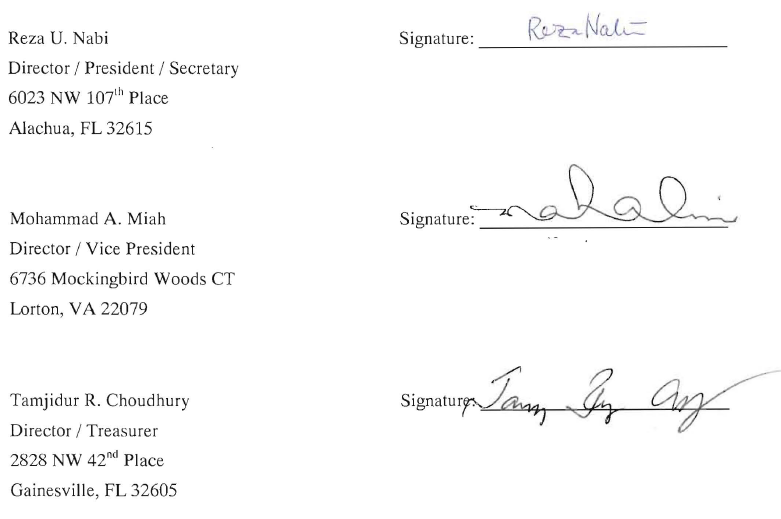 Reza U. Nabi
Signature: Reza Nabi
Director / President / Secretary
6023 NW 107th Place
Alachua, FL 32615
Mohammad A. Miah
Signature:
Director / Vice President
6736 Mockingbird Woods CT
Lorton, VA 22079
Tamjidur R. Choudhury
Signature:
Director / Treasurer
2828 NW 42nd Place
Gainesville, FL 32605